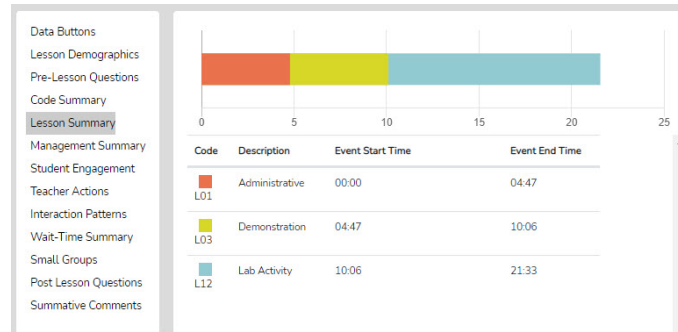 Data Buttons
Lesson Demographics
Pre-Lesson Questions
Code Summary
Lesson Summary
Management Summary
Student Engagement
Teacher Actions
Interaction Patterns
Wait-Time Summary
Small Groups
Post Lesson Questions
Summative Comments
0 5 10 15 20 25
Code Description Event Start Time Event End Time
L01 Administrative 00:00 04:47
L03 Demonstration 04:47 10:06
L12 Lab Activity 10:06 21:33